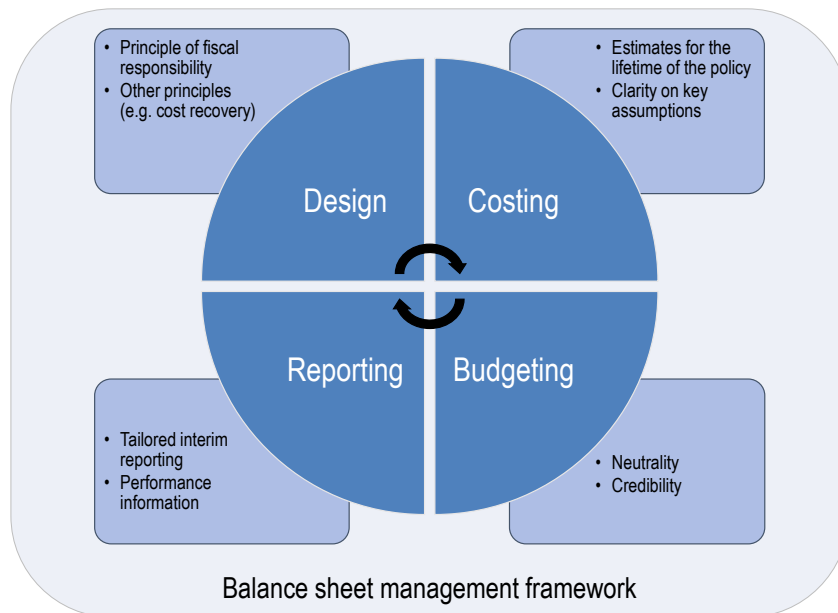 • Principle of fiscal
responsibility
• Other principles
(e.g. cost recovery)
• Estimates for the
lifetime of the policy
• Clarity on key
assumptions
Design
Costing
Reporting
Budgeting
• Tailored interim
reporting
• Performance
information
• Neutrality
• Credibility
Balance sheet management framework